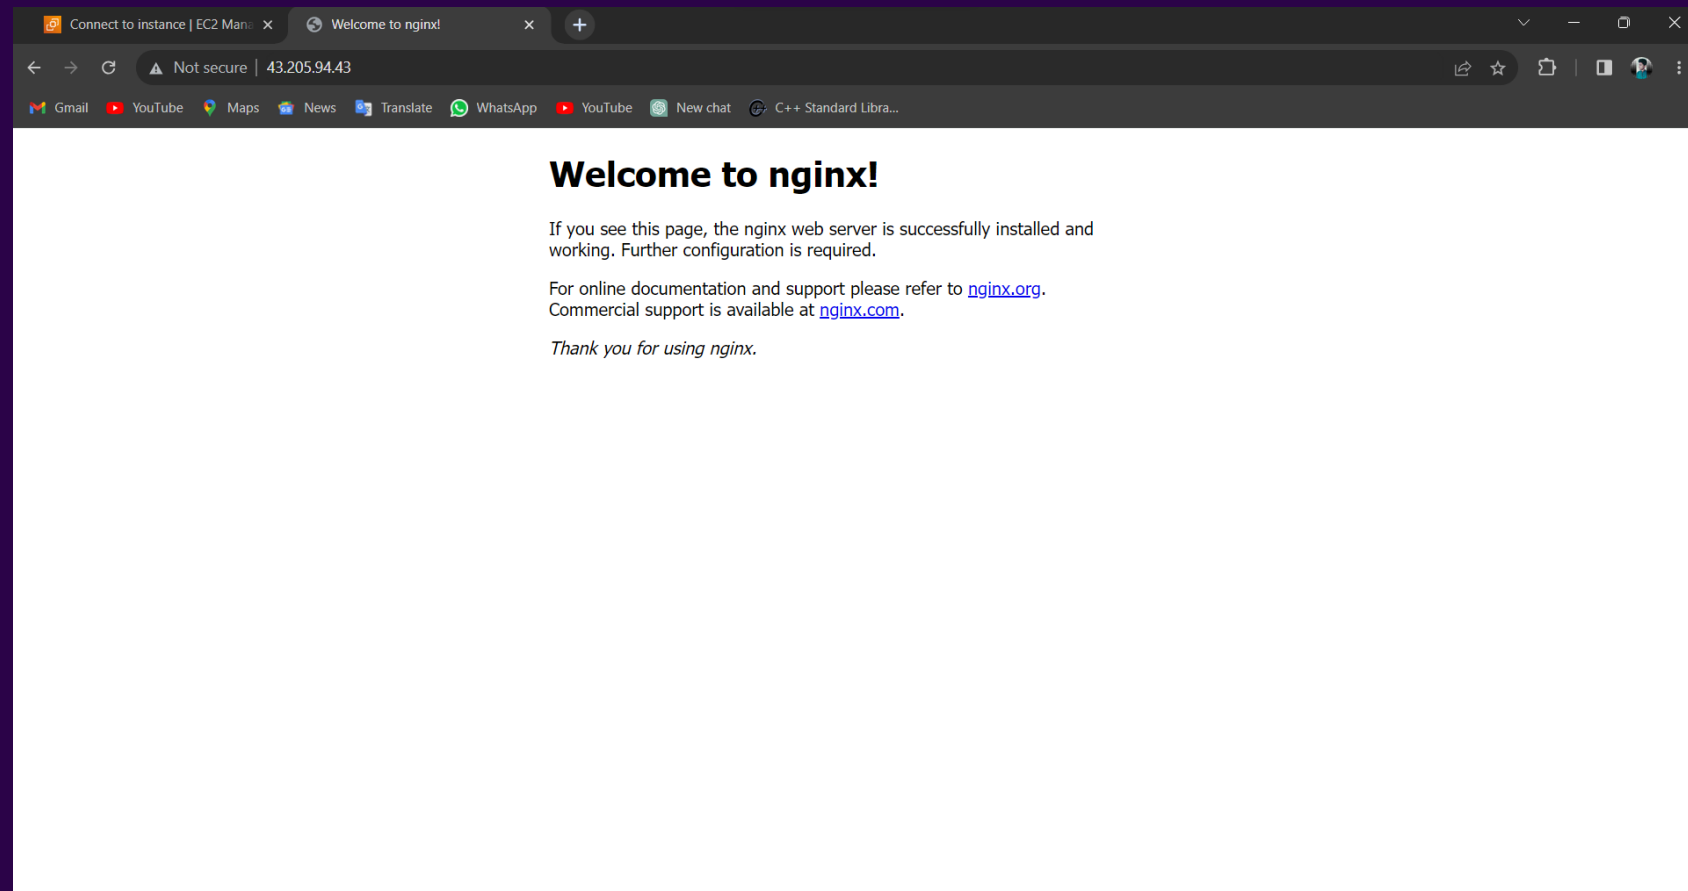 Connect to instance | EC2 Mana
Welcome to nginx!
Not secure | 43.205.94.43
Gmail YouTube Maps News Translate WhatsApp YouTube New chat C++ Standard Libra...
Welcome to nginx!
If you see this page, the nginx web server is successfully installed and
working. Further configuration is required.
For online documentation and support please refer to nginx.org.
Commercial support is available at nginx.com.
Thank you for using nginx.